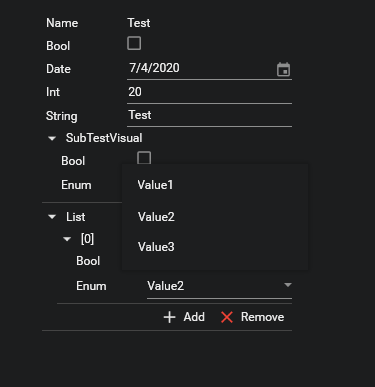 Name Test
Bool
Date 7/4/2020
Int 20
String Test
SubTestVisual
Bool
Enum Value1
Value2
List
Value3
[0]
Bool
Enum Value2
Add Remove